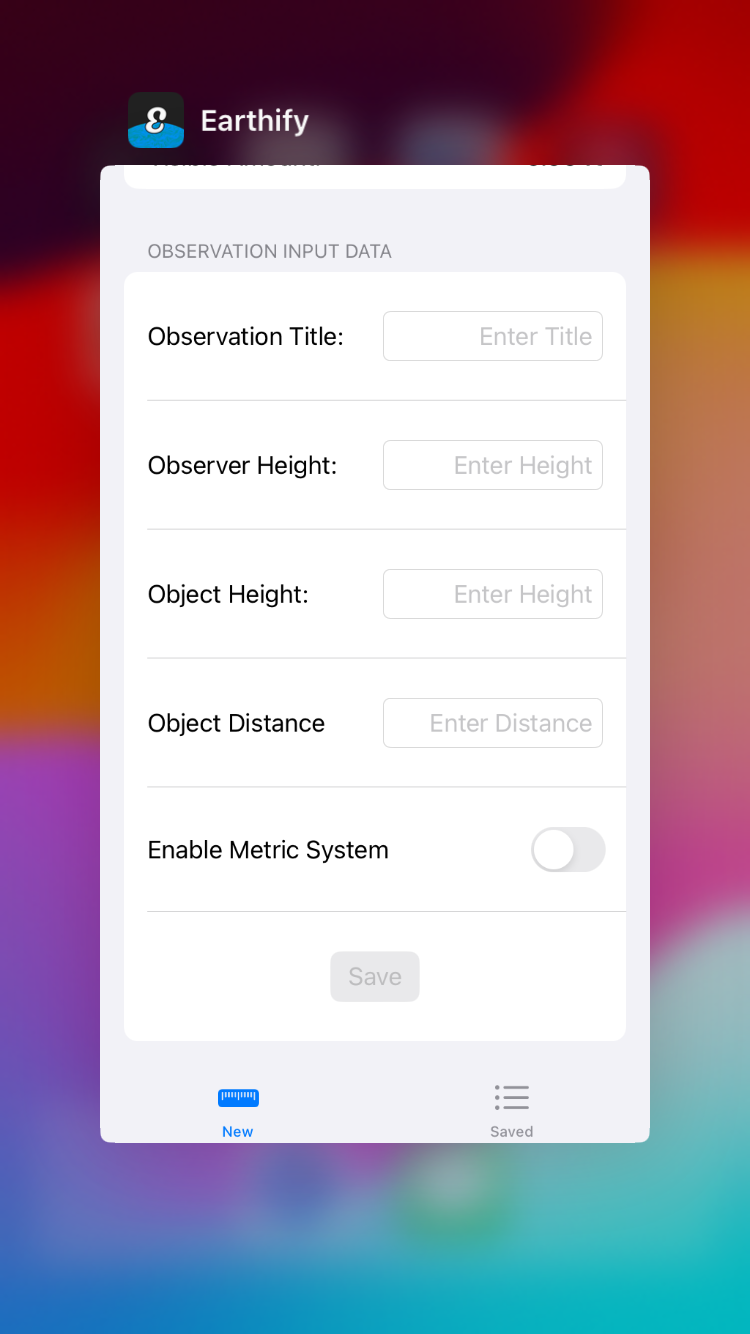 Earthify
OBSERVATION INPUT DATA
Observation Title: Enter Title
Observer Height: Enter Height
Object Height: Enter Height
Object Distance Enter Distance
Enable Metric System
Save
New Saved